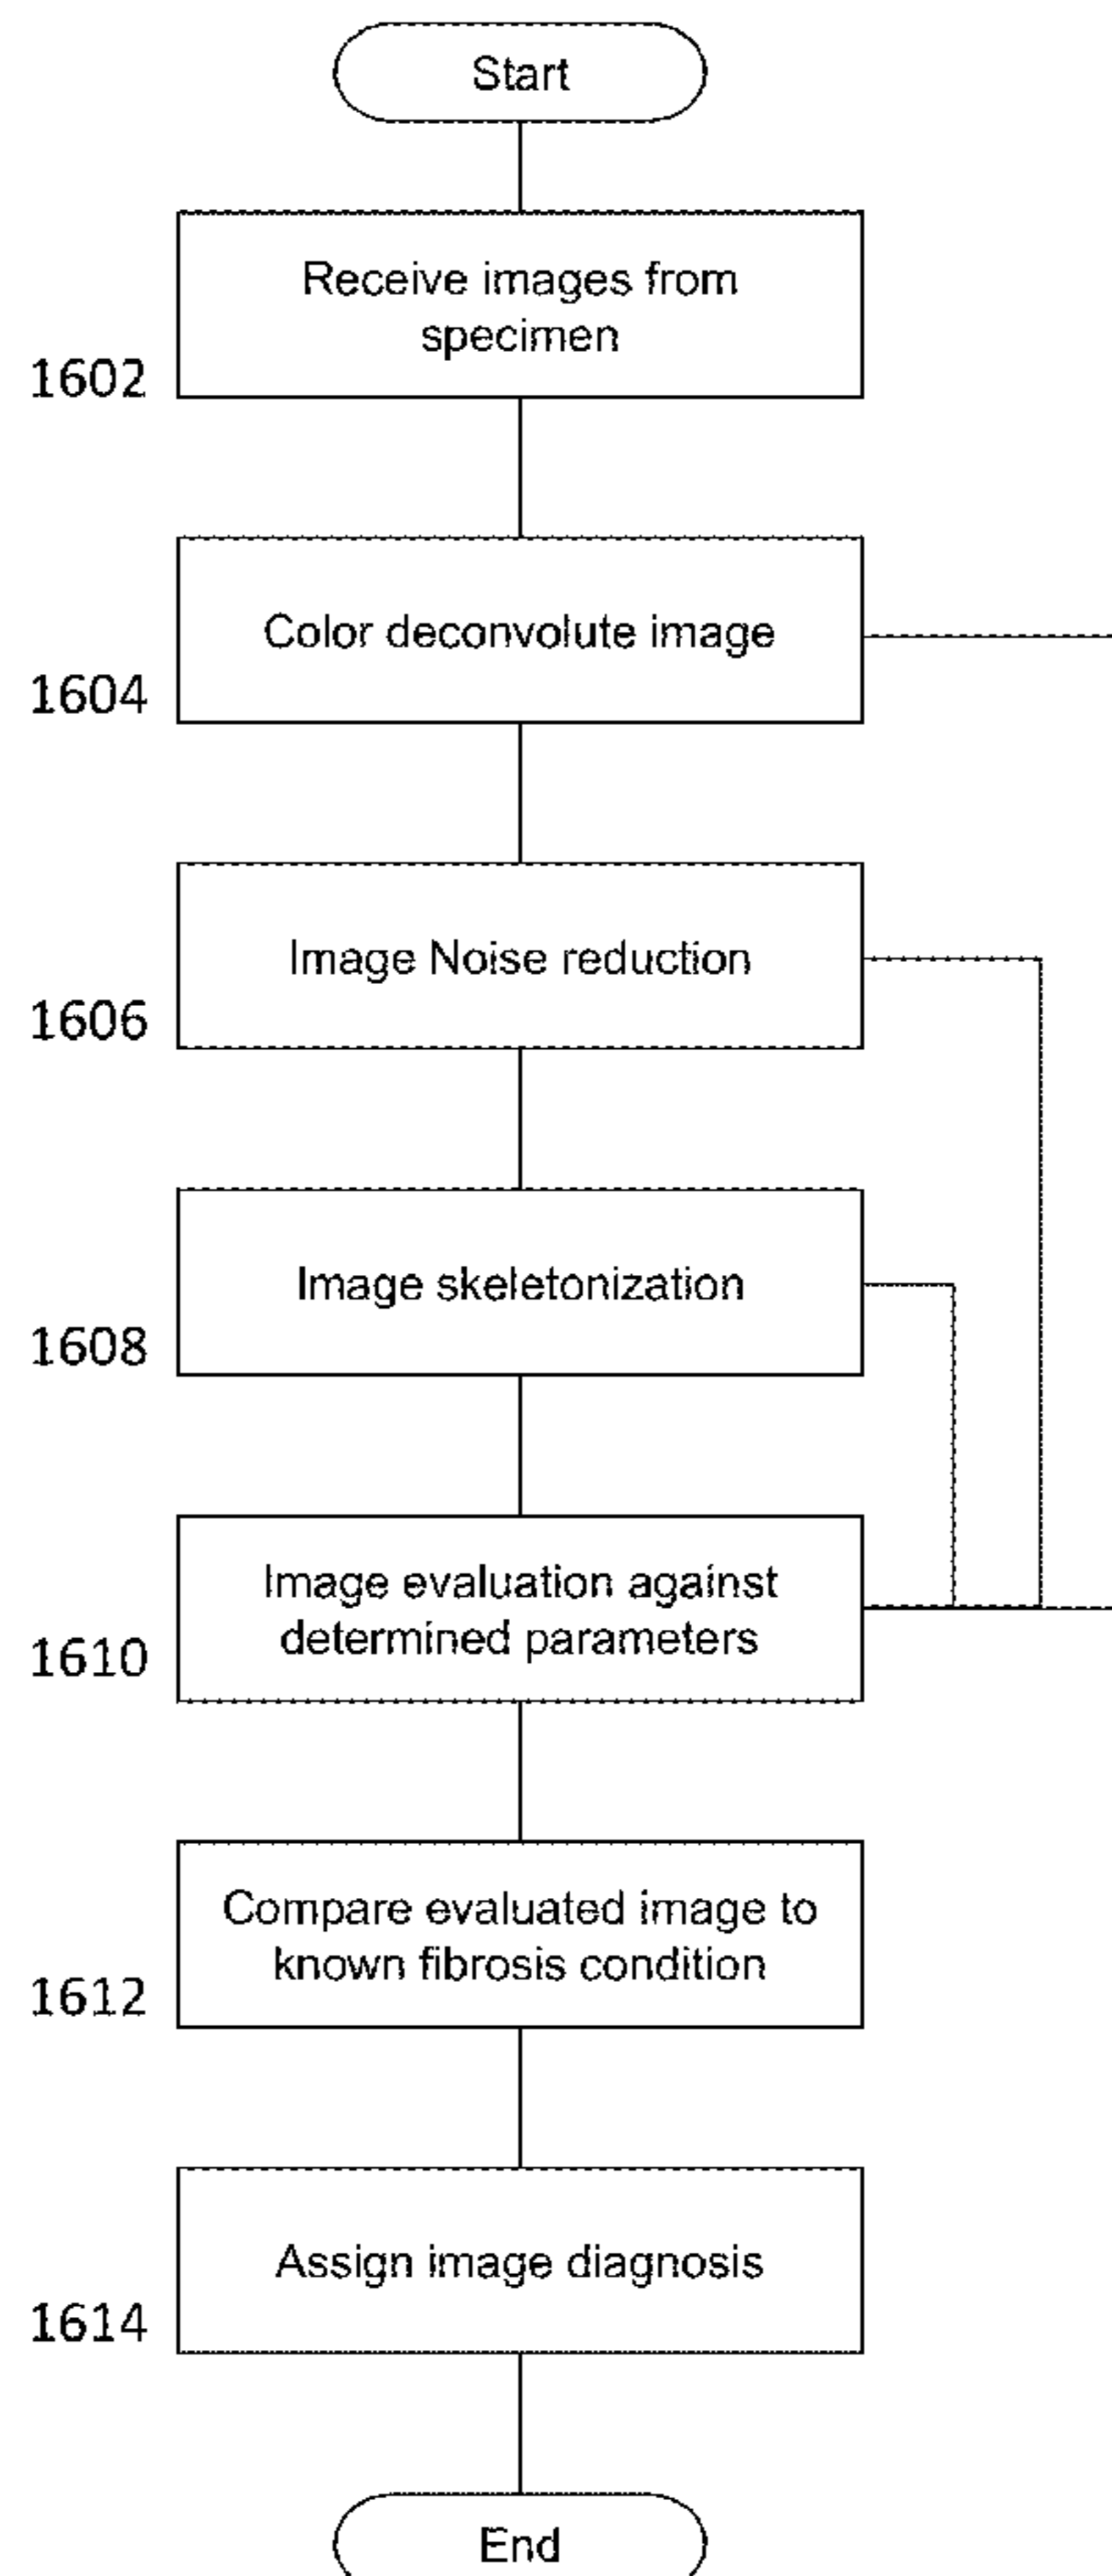 Start
Receive images from
specimen
1602
Color deconvolute image
1604
Image Noise reduction
1606
Image skeletonization
1608
Image evaluation against
determined parameters
1610
Compare evaluated image to
known fibrosis condition
1612
Assign image diagnosis
1614
End